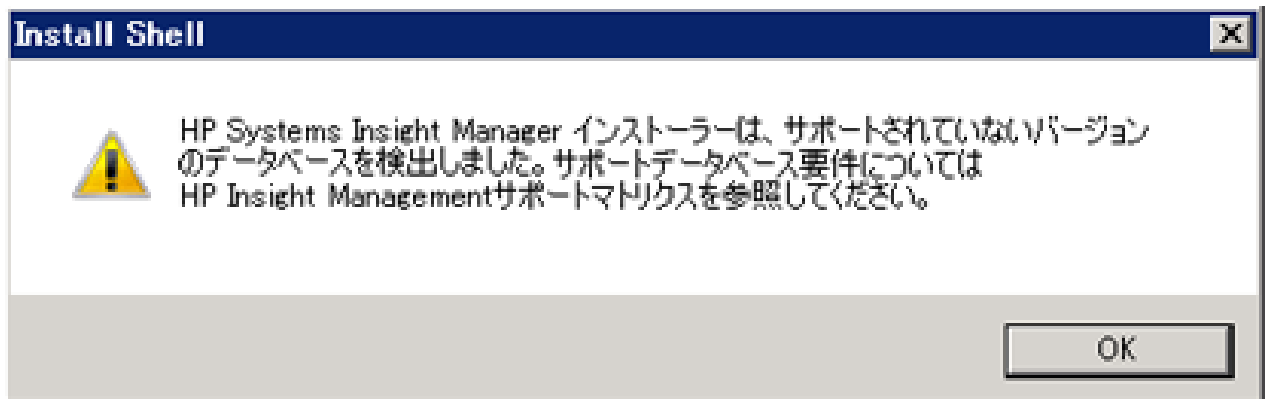 Install Shell
HP Systems Insight Manager インストーラーは、サポートされていないバージョン
のデータベースを検出しました。サポートデータベース要件については
HP Insight Managementサポートマトリクスを参照してください。
OK